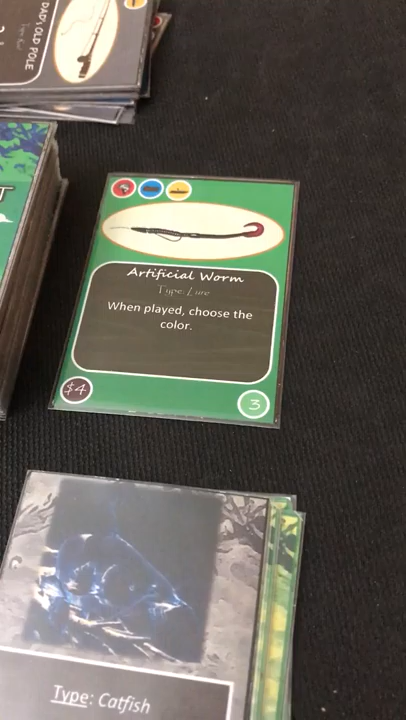 DAD'S OLD POLE
T
Artificial Worm
Type: Lure
When played, choose the
color.
$4
3
Type: Catfish